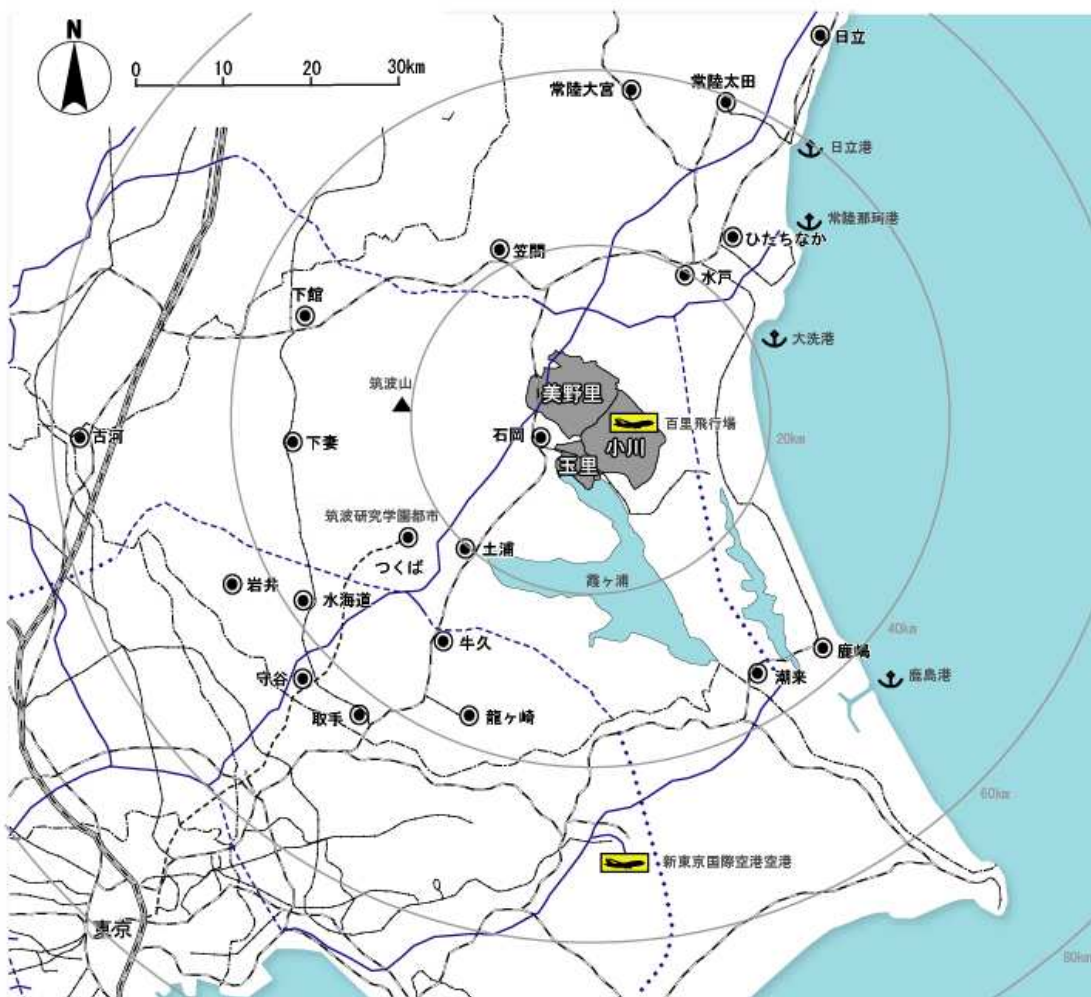 N
0
10
20
30km
日立
常陸大宮
常陸太田
日立港
常陸那珂港
ひたちなか
笠間
水戸
下館
大洗港
筑波山
美野里
百里飛行場
古河
下妻
石岡
小川
玉里
20km
筑波研究学園都市
つくば
土浦
霞ヶ浦
岩井
水海道
牛久
40km
鹿嶋
守谷
潮来
鹿島港
取手
龍ヶ崎
60km
新東京国際空港空港
東京
80km